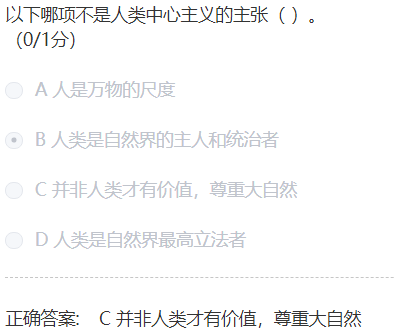 以下哪项不是人类中心主义的主张（ ）。
（0/1分）
A 人是万物的尺度
B 人类是自然界的主人和统治者
C 并非人类才有价值，尊重大自然
D 人类是自然界最高立法者
正确答案: C 并非人类才有价值，尊重大自然